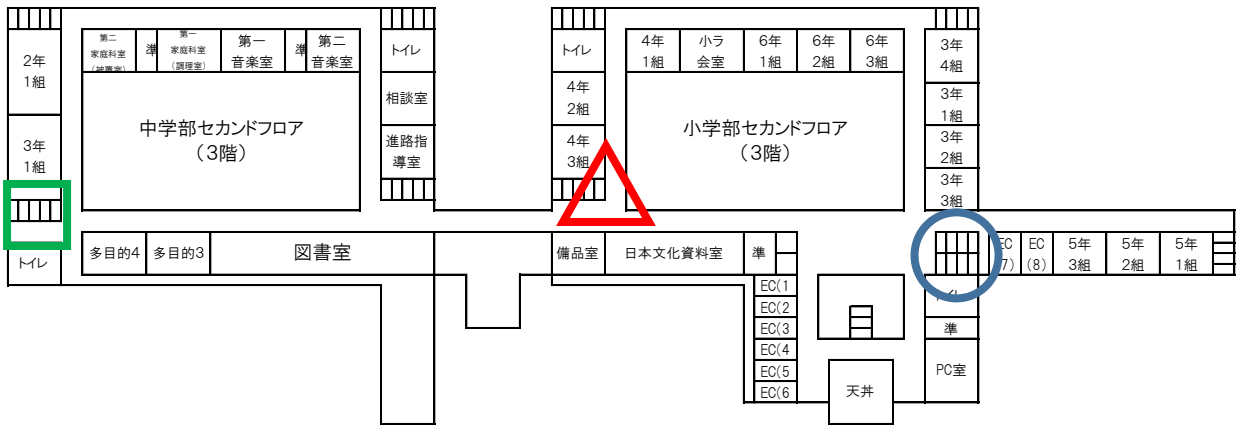 2年
1組
3年
1組
トイレ
第二
家庭科室
（被覆室）
準
第一
家庭科室
（調理室）
第一
音楽室
準
第二
音楽室
中学部セカンドフロア
（3階）
トイレ
相談室
進路指
導室
多目的4
多目的3
図書室
トイレ
4年
2組
4年
3組
4年
1組
小ラ
会室
6年
1組
6年
2組
6年
3組
小学部セカンドフロア
（3階）
3年
4組
3年
1組
3年
2組
3年
3組
備品室
日本文化資料室
準
EC(1
EC(2
EC(3
EC(4
EC(5
EC(6
天丼
EC
7)
EC
(8)
5年
3組
5年
2組
5年
1組
トイレ
準
PC室